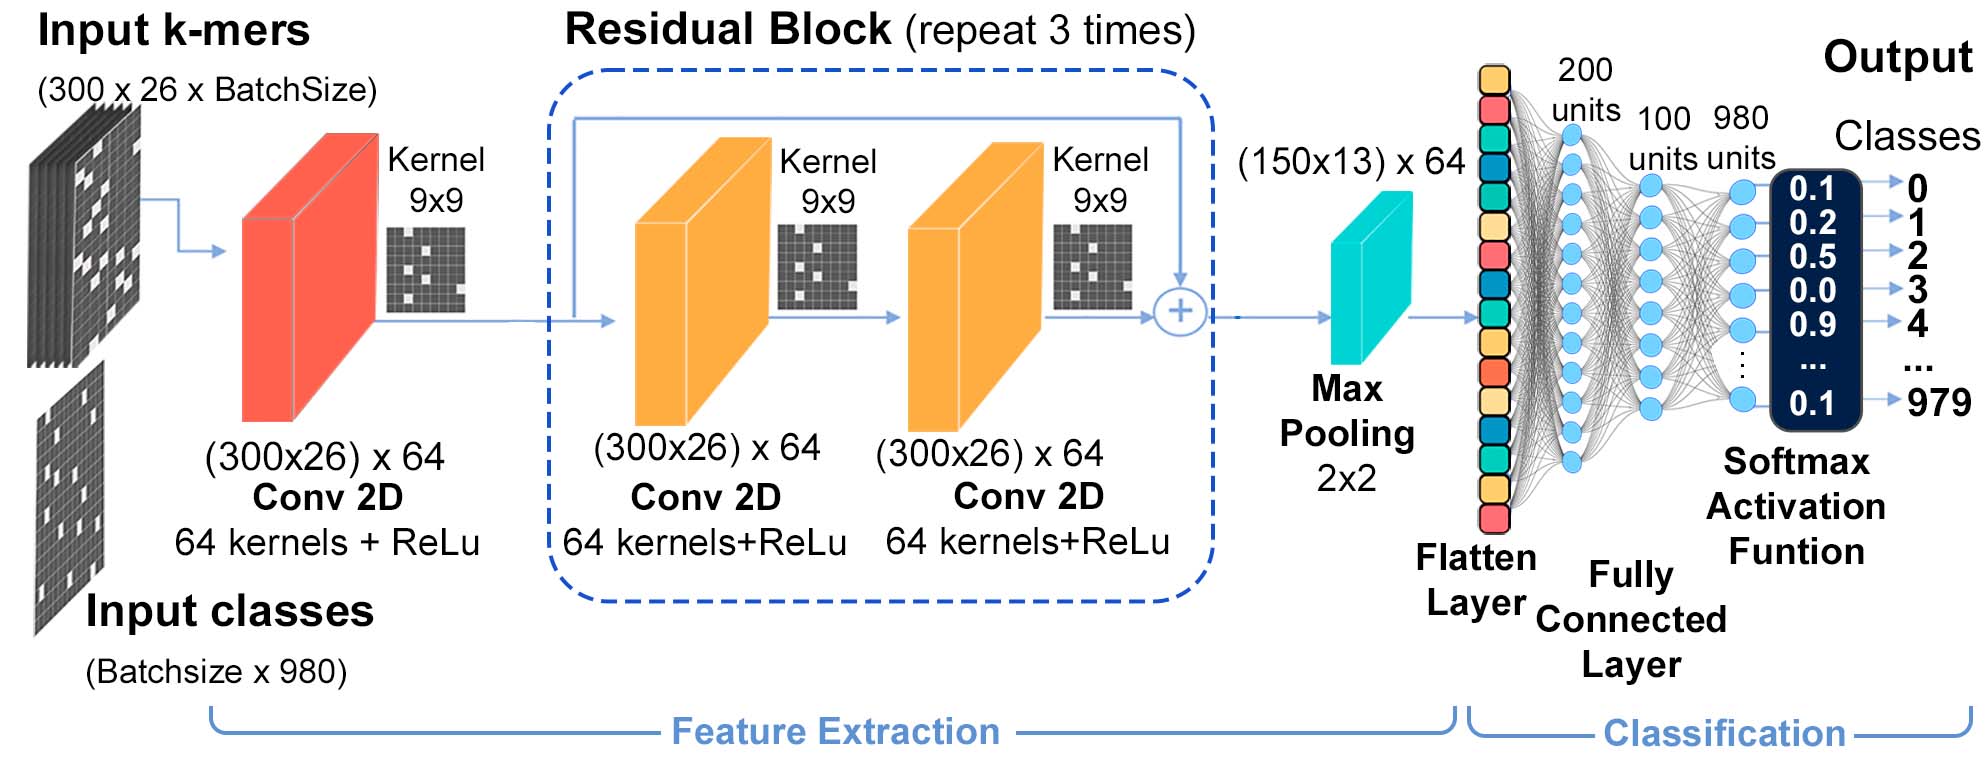 Input k-mers
(300 x 26 x BatchSize)
Kernel
9x9
(300x26) x 64
Conv 2D
64 kernels + ReLu
Input classes
(Batchsize x 980)
Residual Block (repeat 3 times)
Kernel
9x9
(300x26) x 64
Conv 2D
64 kernels+ReLu
Kernel
9x9
(300x26) x 64
Conv 2D
64 kernels+ReLu
+
(150x13) x 64
Max
Pooling
2x2
Flatten
Layer
200
units
100
units
980
units
Fully
Connected
Layer
0.1
0.2
0.5
0.0
0.9
...
0.1
Softmax
Activation
Funtion
Output
Classes
0
1
2
3
4
...
979
Feature Extraction
Classification